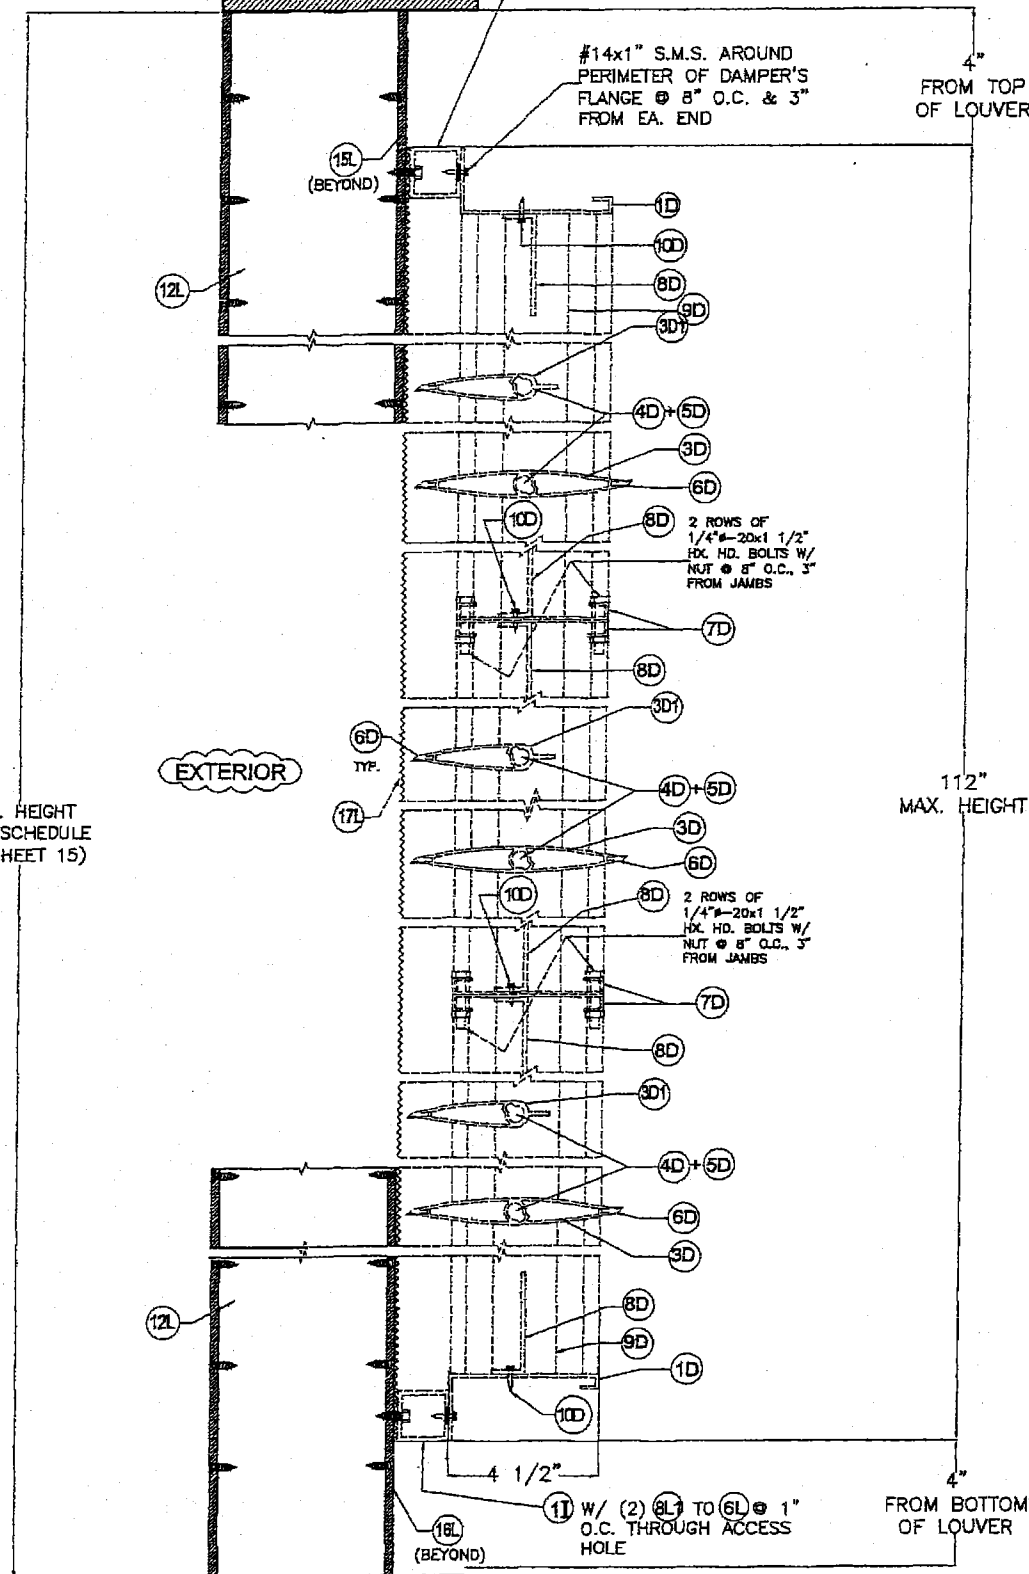 #14x1" S.M.S. AROUND
PERIMETER OF DAMPER'S
FLANGE @ 8" O.C. & 3"
FROM EA. END
4"
FROM TOP
OF LOUVER
15L
(BEYOND)
1D
10D
12L
8D
9D
3D1
4D+5D
3D
6D
10D
8D
2 ROWS OF
1/4"ø-20x1 1/2"
HX. HD. BOLTS W/
NUT @ 8" O.C., 3"
FROM JAMBS
7D
8D
3D1
6D
TYP.
EXTERIOR
17L
4D+5D
112"
MAX. HEIGHT
. HEIGHT
SCHEDULE
HEET 15)
3D
6D
10D
8D
2 ROWS OF
1/4"ø-20x1 1/2"
HX. HD. BOLTS W/
NUT @ 8" O.C., 3"
FROM JAMBS
7D
8D
3D1
4D+5D
6D
3D
12L
8D
9D
1D
10D
4 1/2"
4"
FROM BOTTOM
OF LOUVER
W/ (2) 8L1 TO 6L @ 1"
O.C. THROUGH ACCESS
HOLE
(BEYOND)